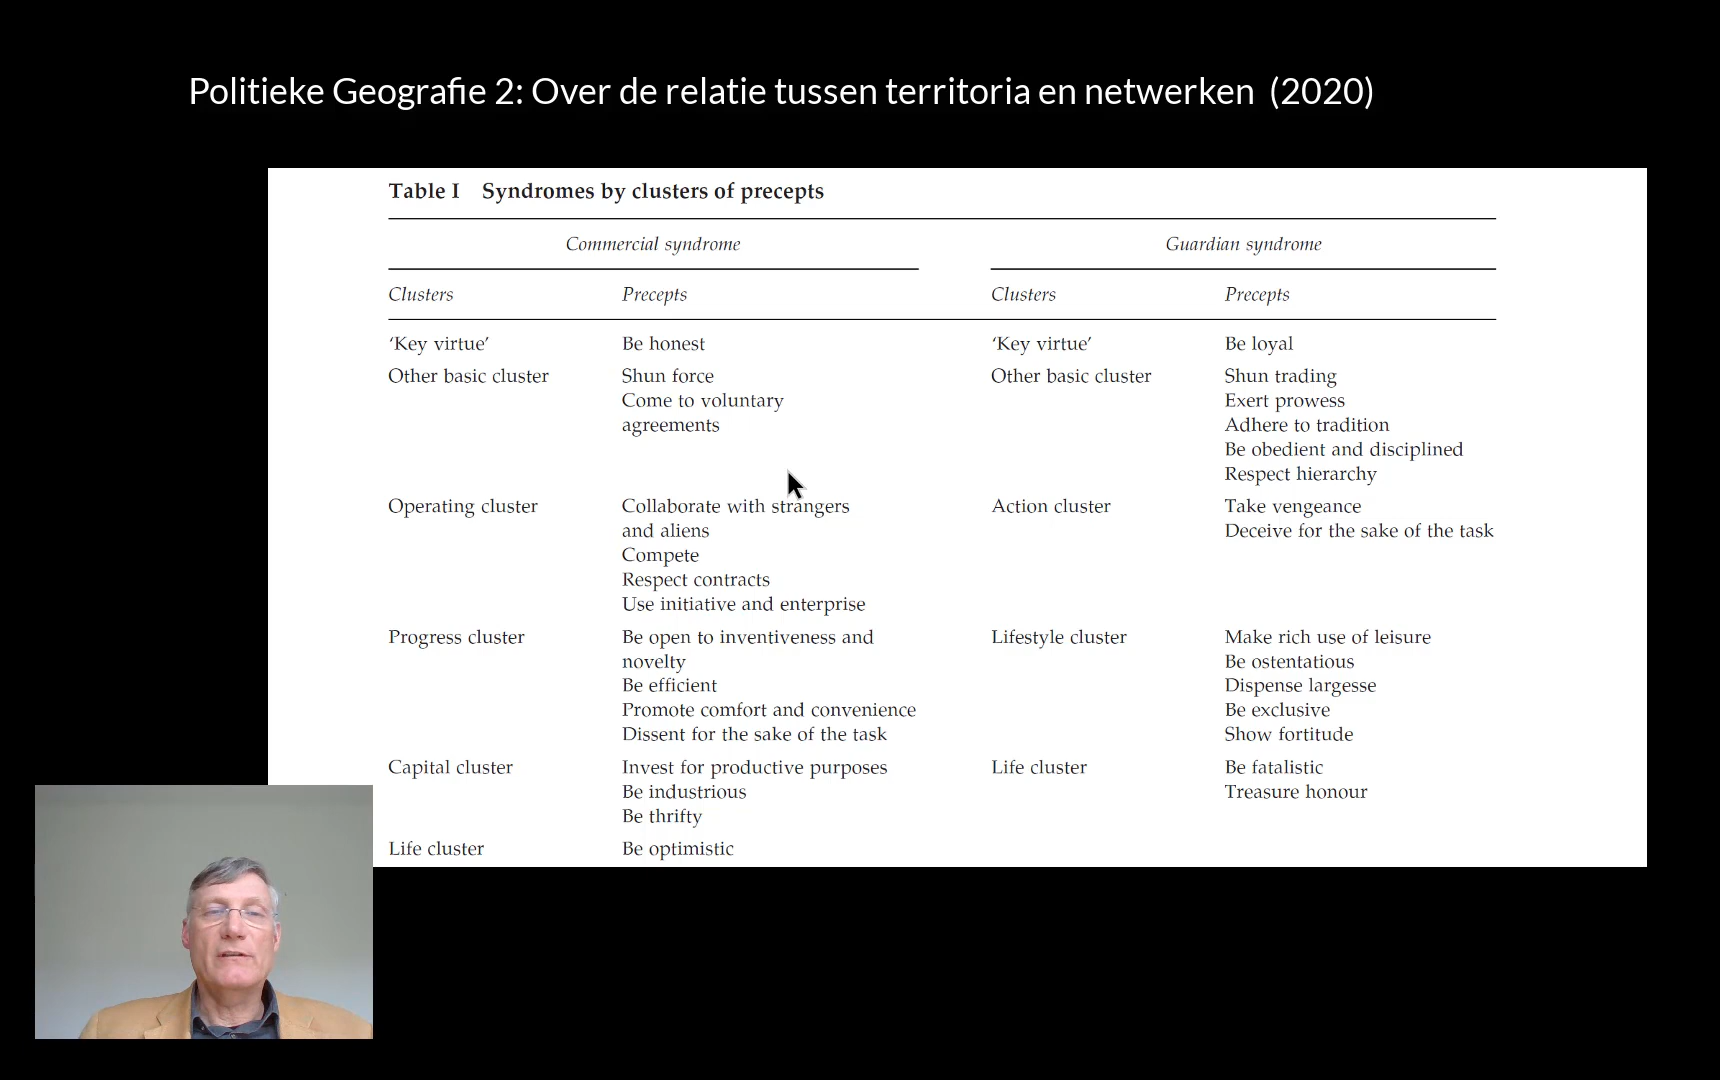 Politieke Geografie 2: Over de relatie tussen territoria en netwerken (2020)
Table I Syndromes by clusters of precepts
Commercial syndrome Guardian syndrome
Clusters Precepts Clusters Precepts
‘Key virtue’ Be honest ‘Key virtue’ Be loyal
Other basic cluster Shun force Other basic cluster Shun trading
Come to voluntary Exert prowess
agreements Adhere to tradition
Be obedient and disciplined
Respect hierarchy
Operating cluster Collaborate with strangers Action cluster Take vengeance
and aliens Deceive for the sake of the task
Compete
Respect contracts
Use initiative and enterprise
Progress cluster Be open to inventiveness and Lifestyle cluster Make rich use of leisure
novelty Be ostentatious
Be efficient Dispense largesse
Promote comfort and convenience Be exclusive
Dissent for the sake of the task Show fortitude
Capital cluster Invest for productive purposes Life cluster Be fatalistic
Be industrious Treasure honour
Be thrifty
Life cluster Be optimistic